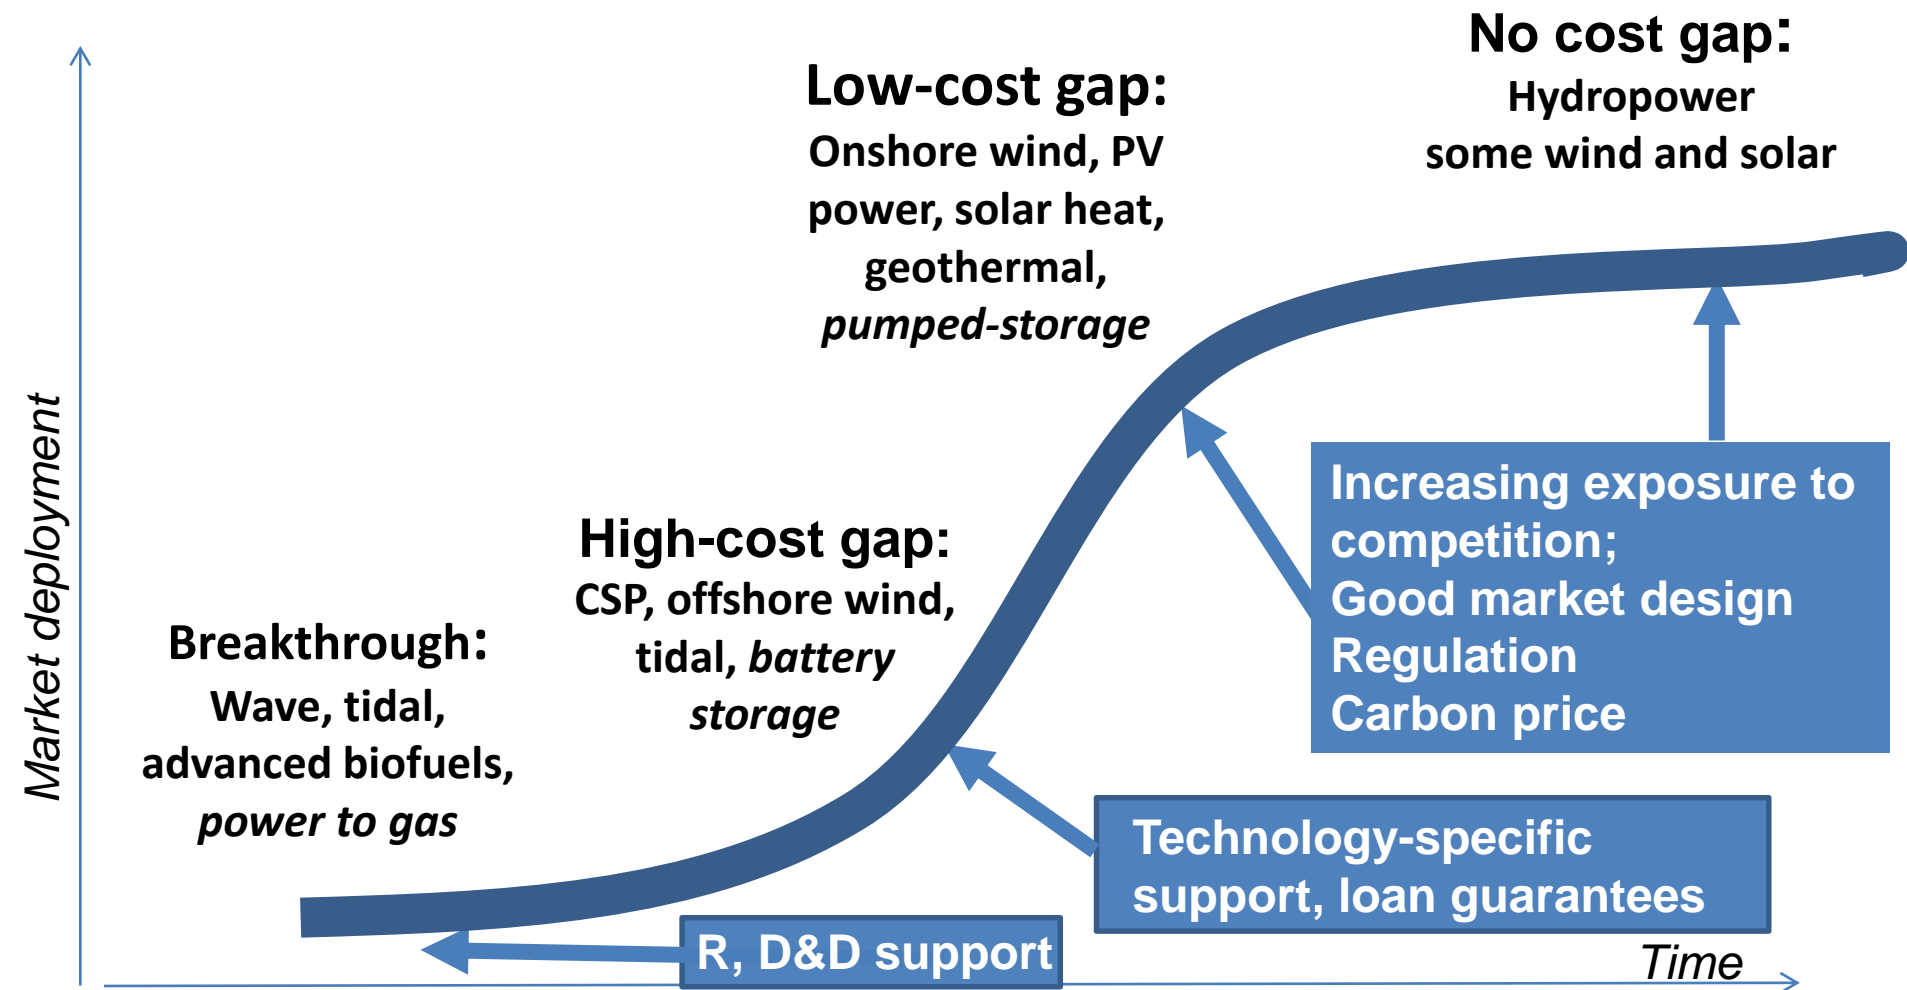 No cost gap:
Hydropower
some wind and solar
Low-cost gap:
Onshore wind, PV
power, solar heat,
geothermal,
pumped-storage
High-cost gap:
CSP, offshore wind,
tidal, battery
storage
Breakthrough:
Wave, tidal,
advanced biofuels,
power to gas
Market deployment
Increasing exposure to
competition;
Good market design
Regulation
Carbon price
Technology-specific
support, loan guarantees
R, D&D support
Time